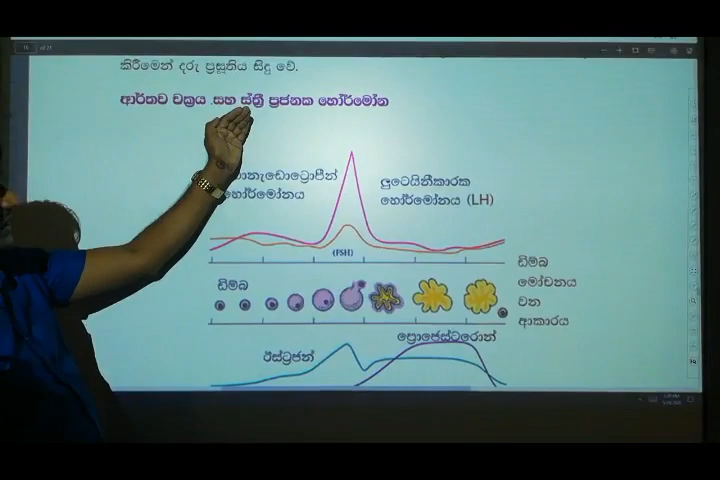 කිරීමෙන් දරු ප්‍රසූතිය සිදු වේ.
ආර්තව චක්‍රය සහ ස්ත්‍රී ප්‍රජනක හෝර්මෝන
හෝර්මෝනය
ලුටෙයිනීකාරක
හෝර්මෝනය (LH)
(FSH)
ඩිම්බ
ඩිම්බ
මෝචනය
වන
ආකාරය
ප්‍රොජෙස්ටරොන්
ඊස්ට්‍රජන්